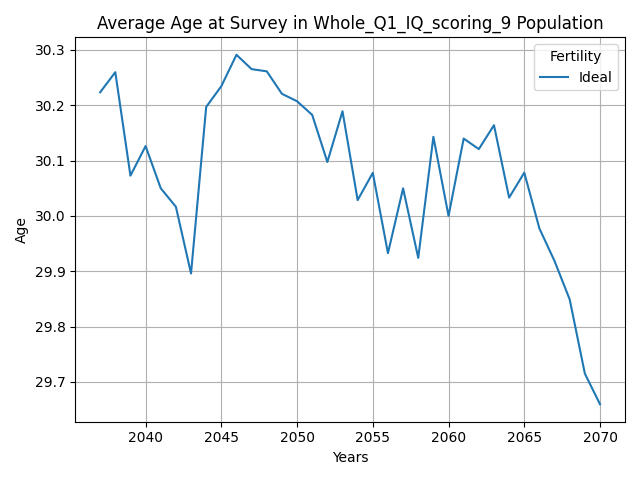 Average Age at Survey in Whole_Q1_IQ_scoring_9 Population
Fertility
Ideal
30.3
30.2
30.1
30.0
29.9
29.8
29.7
Age
2040 2045 2050 2055 2060 2065 2070
Years